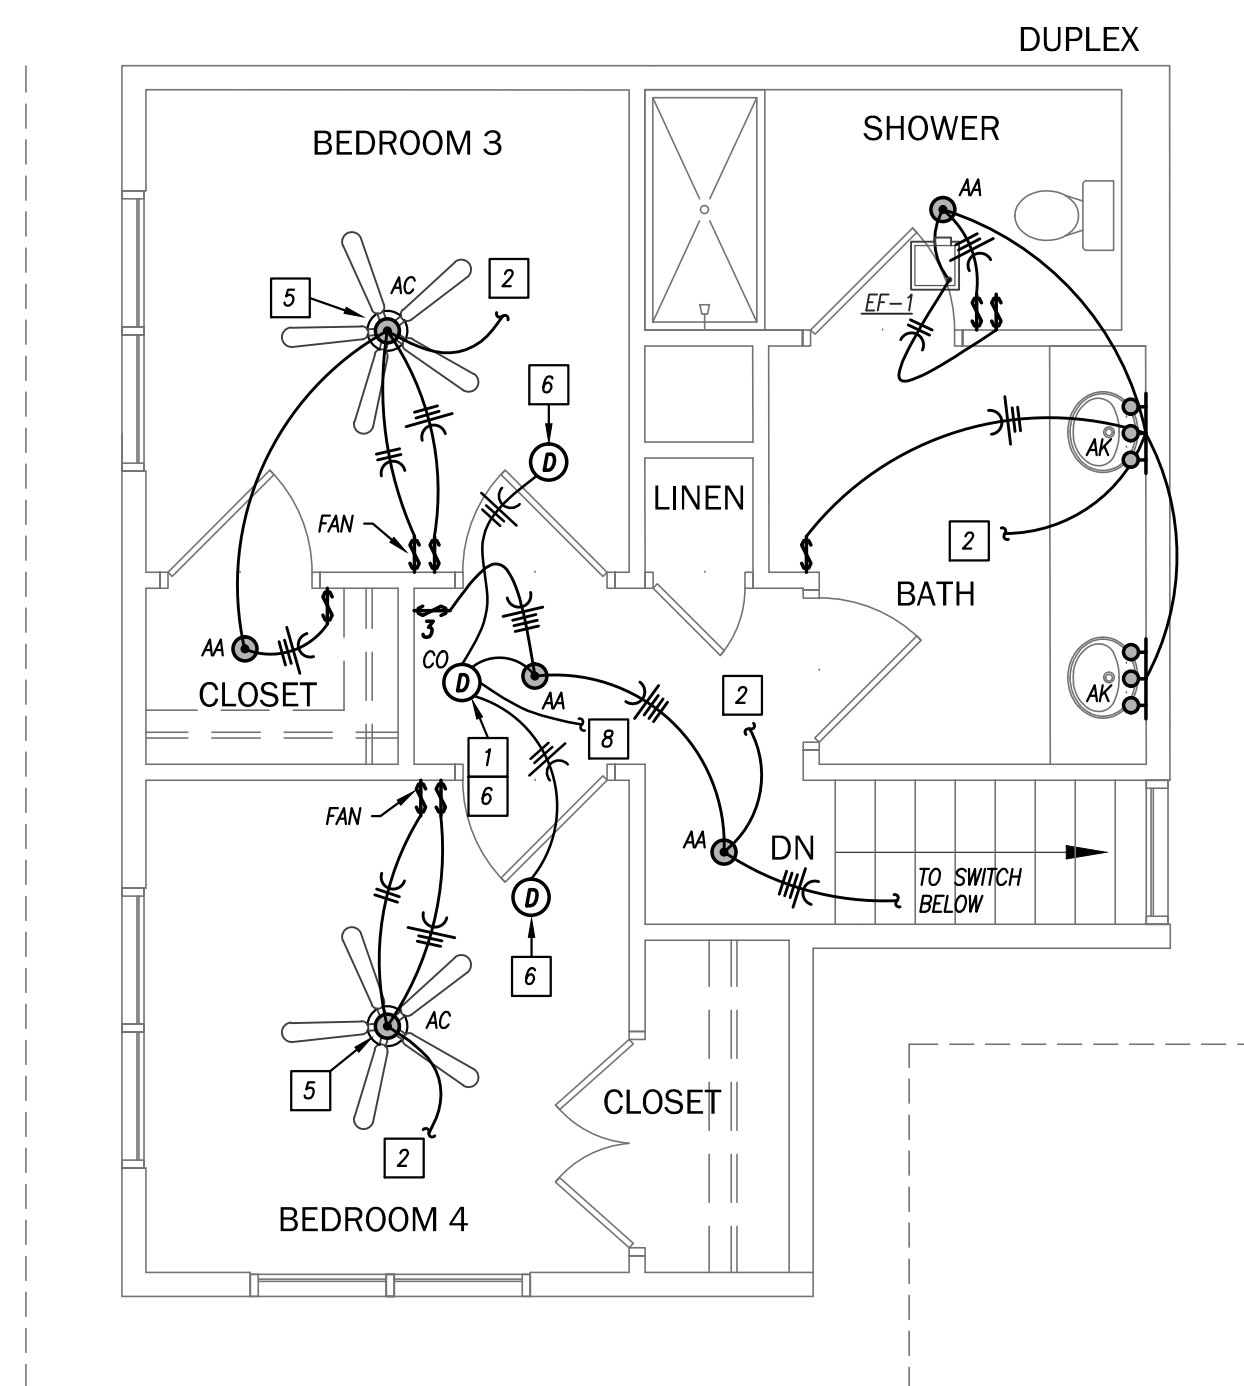 DUPLEX
BEDROOM 3
SHOWER
AA
AC
2
5
EF-1
6
D
AK
LINEN
FAN
2
BATH
3
AA
CO
CLOSET
D
AA
2
AK
8
1
6
FAN
AA
DN
TO SWITCH
BELOW
D
6
AC
5
CLOSET
2
BEDROOM 4